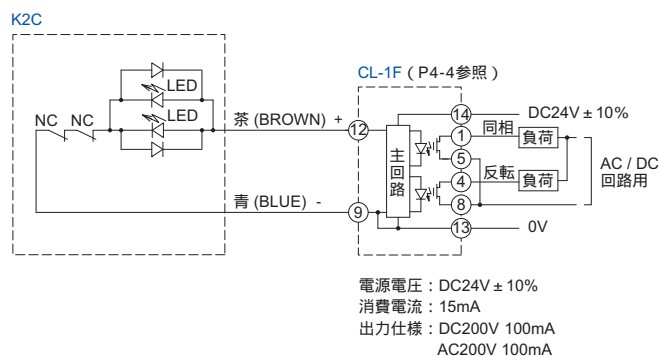 K2C
CL-1F（P4-4参照）
LED
LED
NC NC
茶 (BROWN) +
青 (BLUE) -
12
9
主回路
14
1
5
4
8
13
DC24V ± 10%
同相
負荷
反転
負荷
AC / DC
回路用
0V
電源電圧：DC24V ± 10%
消費電流：15mA
出力仕様：DC200V 100mA
AC200V 100mA